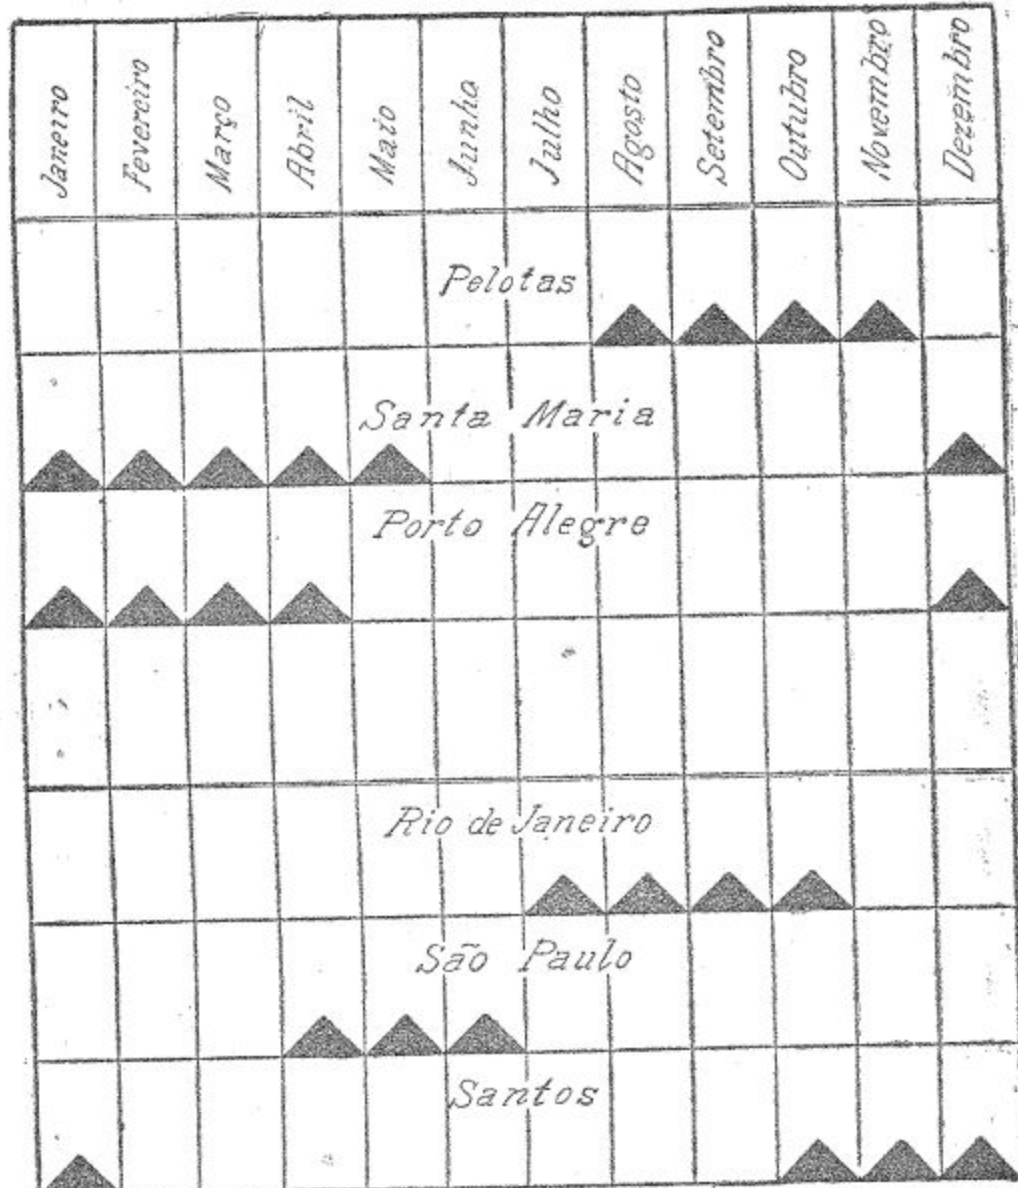 Janeiro
Fevereiro
Março
Abril
Maio
Junho
Julho
Agosto
Setembro
Outubro
Novembro
Dezembro
Pelotas
Santa Maria
Porto Alegre
Rio de Janeiro
São Paulo
Santos